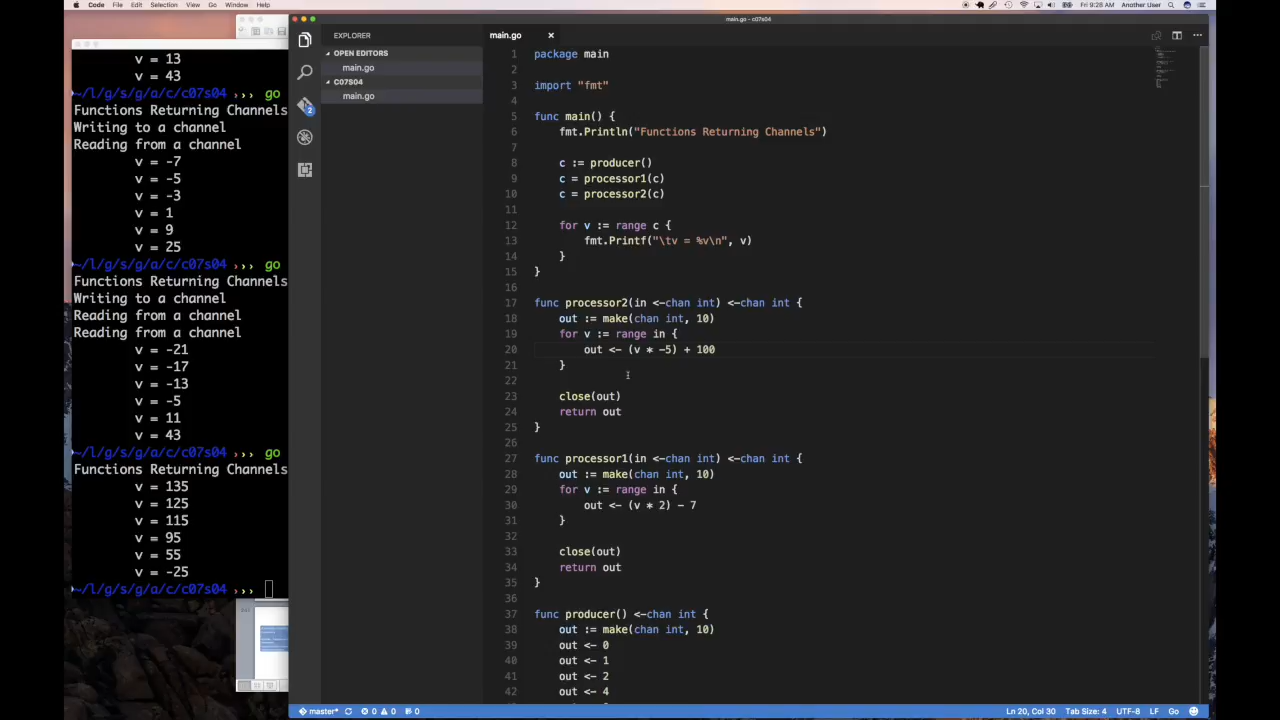 Code File Edit Selection View Go Window Help
Fri 9:28 AM Another User
main.go - c07s04
v = 13
v = 43
~/l/g/s/g/a/c/c07s04 ››› go
Functions Returning Channels
Writing to a channel
Reading from a channel
v = -7
v = -5
v = -3
v = 1
v = 9
v = 25
~/l/g/s/g/a/c/c07s04 ››› go
Functions Returning Channels
Writing to a channel
Reading from a channel
Reading from a channel
v = -21
v = -17
v = -13
v = -5
v = 11
v = 43
~/l/g/s/g/a/c/c07s04 ››› go
Functions Returning Channels
v = 135
v = 125
v = 115
v = 95
v = 55
v = -25
~/l/g/s/g/a/c/c07s04 ›››
EXPLORER
OPEN EDITORS
main.go
C07S04
main.go
2
main.go
1 package main
2
3 import "fmt"
4
5 func main() {
6 fmt.Println("Functions Returning Channels")
7
8 c := producer()
9 c = processor1(c)
10 c = processor2(c)
11
12 for v := range c {
13 fmt.Printf("\tv = %v\n", v)
14 }
15 }
16
17 func processor2(in <-chan int) <-chan int {
18 out := make(chan int, 10)
19 for v := range in {
20 out <- (v * -5) + 100
21 }
22
23 close(out)
24 return out
25 }
26
27 func processor1(in <-chan int) <-chan int {
28 out := make(chan int, 10)
29 for v := range in {
30 out <- (v * 2) - 7
31 }
32
33 close(out)
34 return out
35 }
36
37 func producer() <-chan int {
38 out := make(chan int, 10)
39 out <- 0
40 out <- 1
41 out <- 2
42 out <- 4
master* 0 0 0
Ln 20, Col 30 Tab Size: 4 UTF-8 LF Go